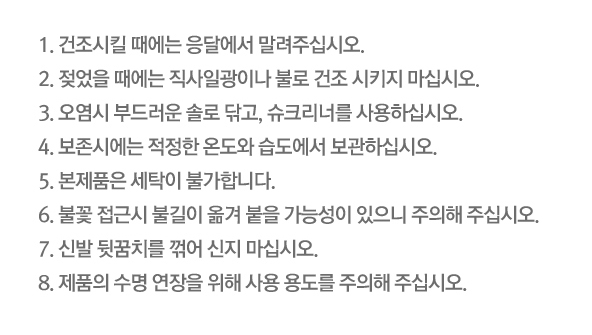 1. 건조시킬 때에는 응달에서 말려주십시오.
2. 젖었을 때에는 직사일광이나 불로 건조 시키지 마십시오.
3. 오염시 부드러운 솔로 닦고, 슈크리너를 사용하십시오.
4. 보존시에는 적정한 온도와 습도에서 보관하십시오.
5. 본제품은 세탁이 불가합니다.
6. 불꽃 접근시 불길이 옮겨 붙을 가능성이 있으니 주의해 주십시오.
7. 신발 뒷꿈치를 꺾어 신지 마십시오.
8. 제품의 수명 연장을 위해 사용 용도를 주의해 주십시오.